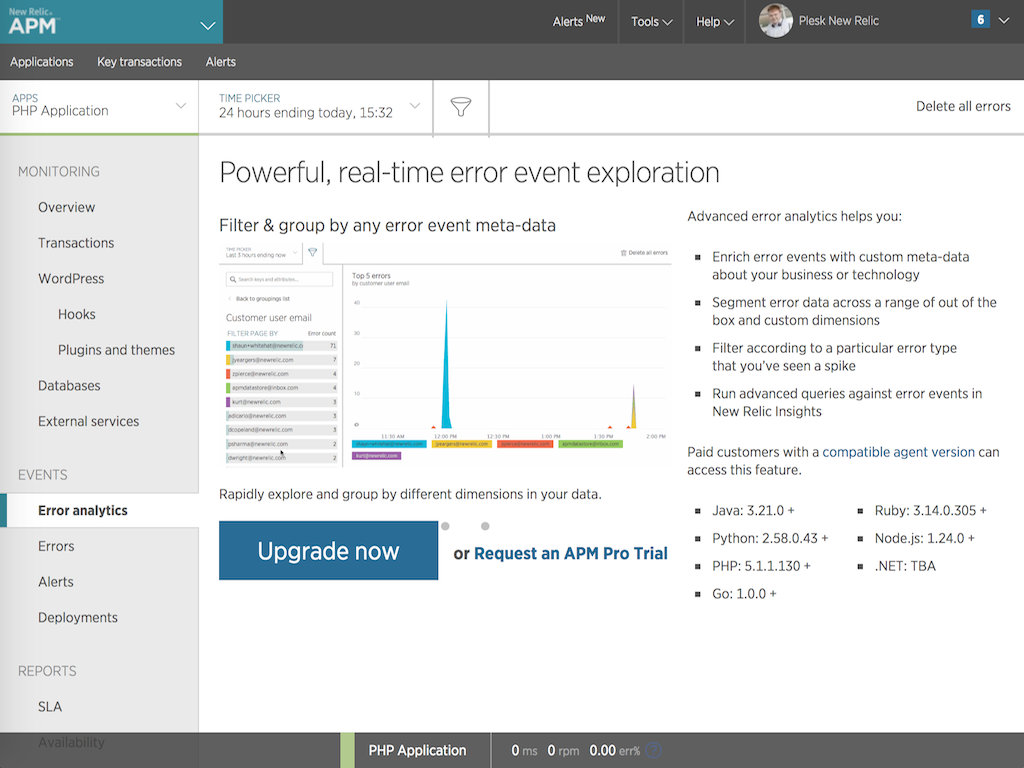 New Relic.
APM
Alerts New
Tools
Help
Plesk New Relic
6
Applications
Key transactions
Alerts
APPS
PHP Application
TIME PICKER
24 hours ending today, 15:32
Delete all errors
MONITORING
Overview
Transactions
WordPress
Hooks
Plugins and themes
Databases
External services
EVENTS
Error analytics
Errors
Alerts
Deployments
REPORTS
SLA
Availability
Powerful, real-time error event exploration
Filter & group by any error event meta-data
TIME PICKER
Last 3 hours ending now
Delete all errors
Search keys and attributes...
Back to groupings list
Customer user email
FILTER PAGE BY
Error count
shaun+whitehat@newrelic.c
71
jyeargers@newrelic.com
7
zpierce@newrelic.com
4
apmdatastore@inbox.com
4
kurt@newrelic.com
3
adicario@newrelic.com
3
dcopeland@newrelic.com
3
psharma@newrelic.com
2
dwright@newrelic.com
2
Top 5 errors
by customer user email
40
30
20
10
0
11:30 AM
12:00 PM
12:30 PM
1:00 PM
1:30 PM
2:00 PM
shaun+whitehat@newrelic.com
jyeargers@newrelic.com
zpierce@newrelic.com
apmdatastore@inbox.com
kurt@newrelic.com
Rapidly explore and group by different dimensions in your data.
Upgrade now
or Request an APM Pro Trial
Advanced error analytics helps you:
Enrich error events with custom meta-data
about your business or technology
Segment error data across a range of out of the
box and custom dimensions
Filter according to a particular error type
that you've seen a spike
Run advanced queries against error events in
New Relic Insights
Paid customers with a compatible agent version can
access this feature.
Java: 3.21.0 +
Ruby: 3.14.0.305 +
Python: 2.58.0.43 +
Node.js: 1.24.0 +
PHP: 5.1.1.130 +
.NET: TBA
Go: 1.0.0 +
PHP Application
0 ms
0 rpm
0.00 err%
?